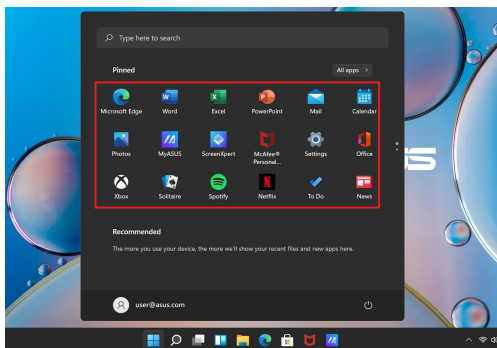 Type here to search
Pinned
All apps >
Microsoft Edge Word Excel PowerPoint Mail Calendar
Photos MyASUS ScreenXpert McAfee® Personal... Settings Office
Xbox Solitaire Spotify Netflix To Do News
Recommended
The more you use your device, the more we'll show your recent files and new apps here.
user@asus.com